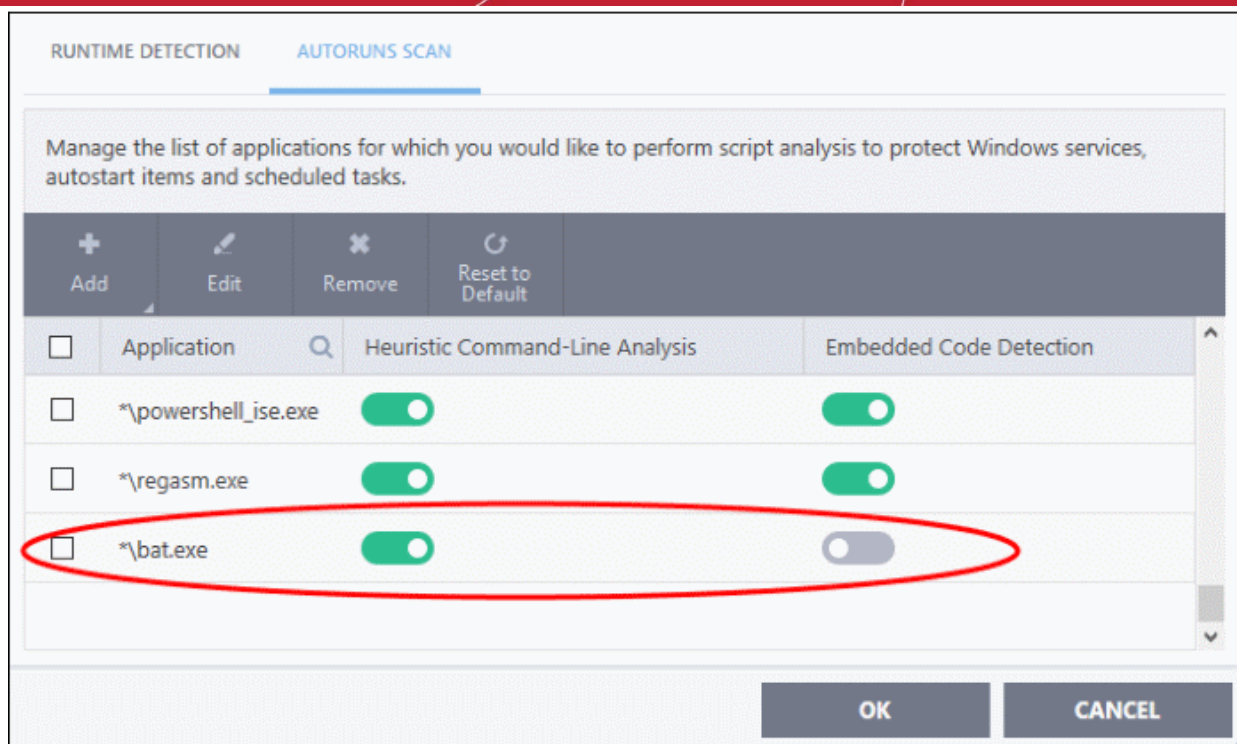 RUNTIME DETECTION AUTORUNS SCAN
Manage the list of applications for which you would like to perform script analysis to protect Windows services,
autostart items and scheduled tasks.
Add Edit Remove Reset to
Default
Application Heuristic Command-Line Analysis Embedded Code Detection
*\powershell_ise.exe
*\regasm.exe
*\bat.exe
OK CANCEL